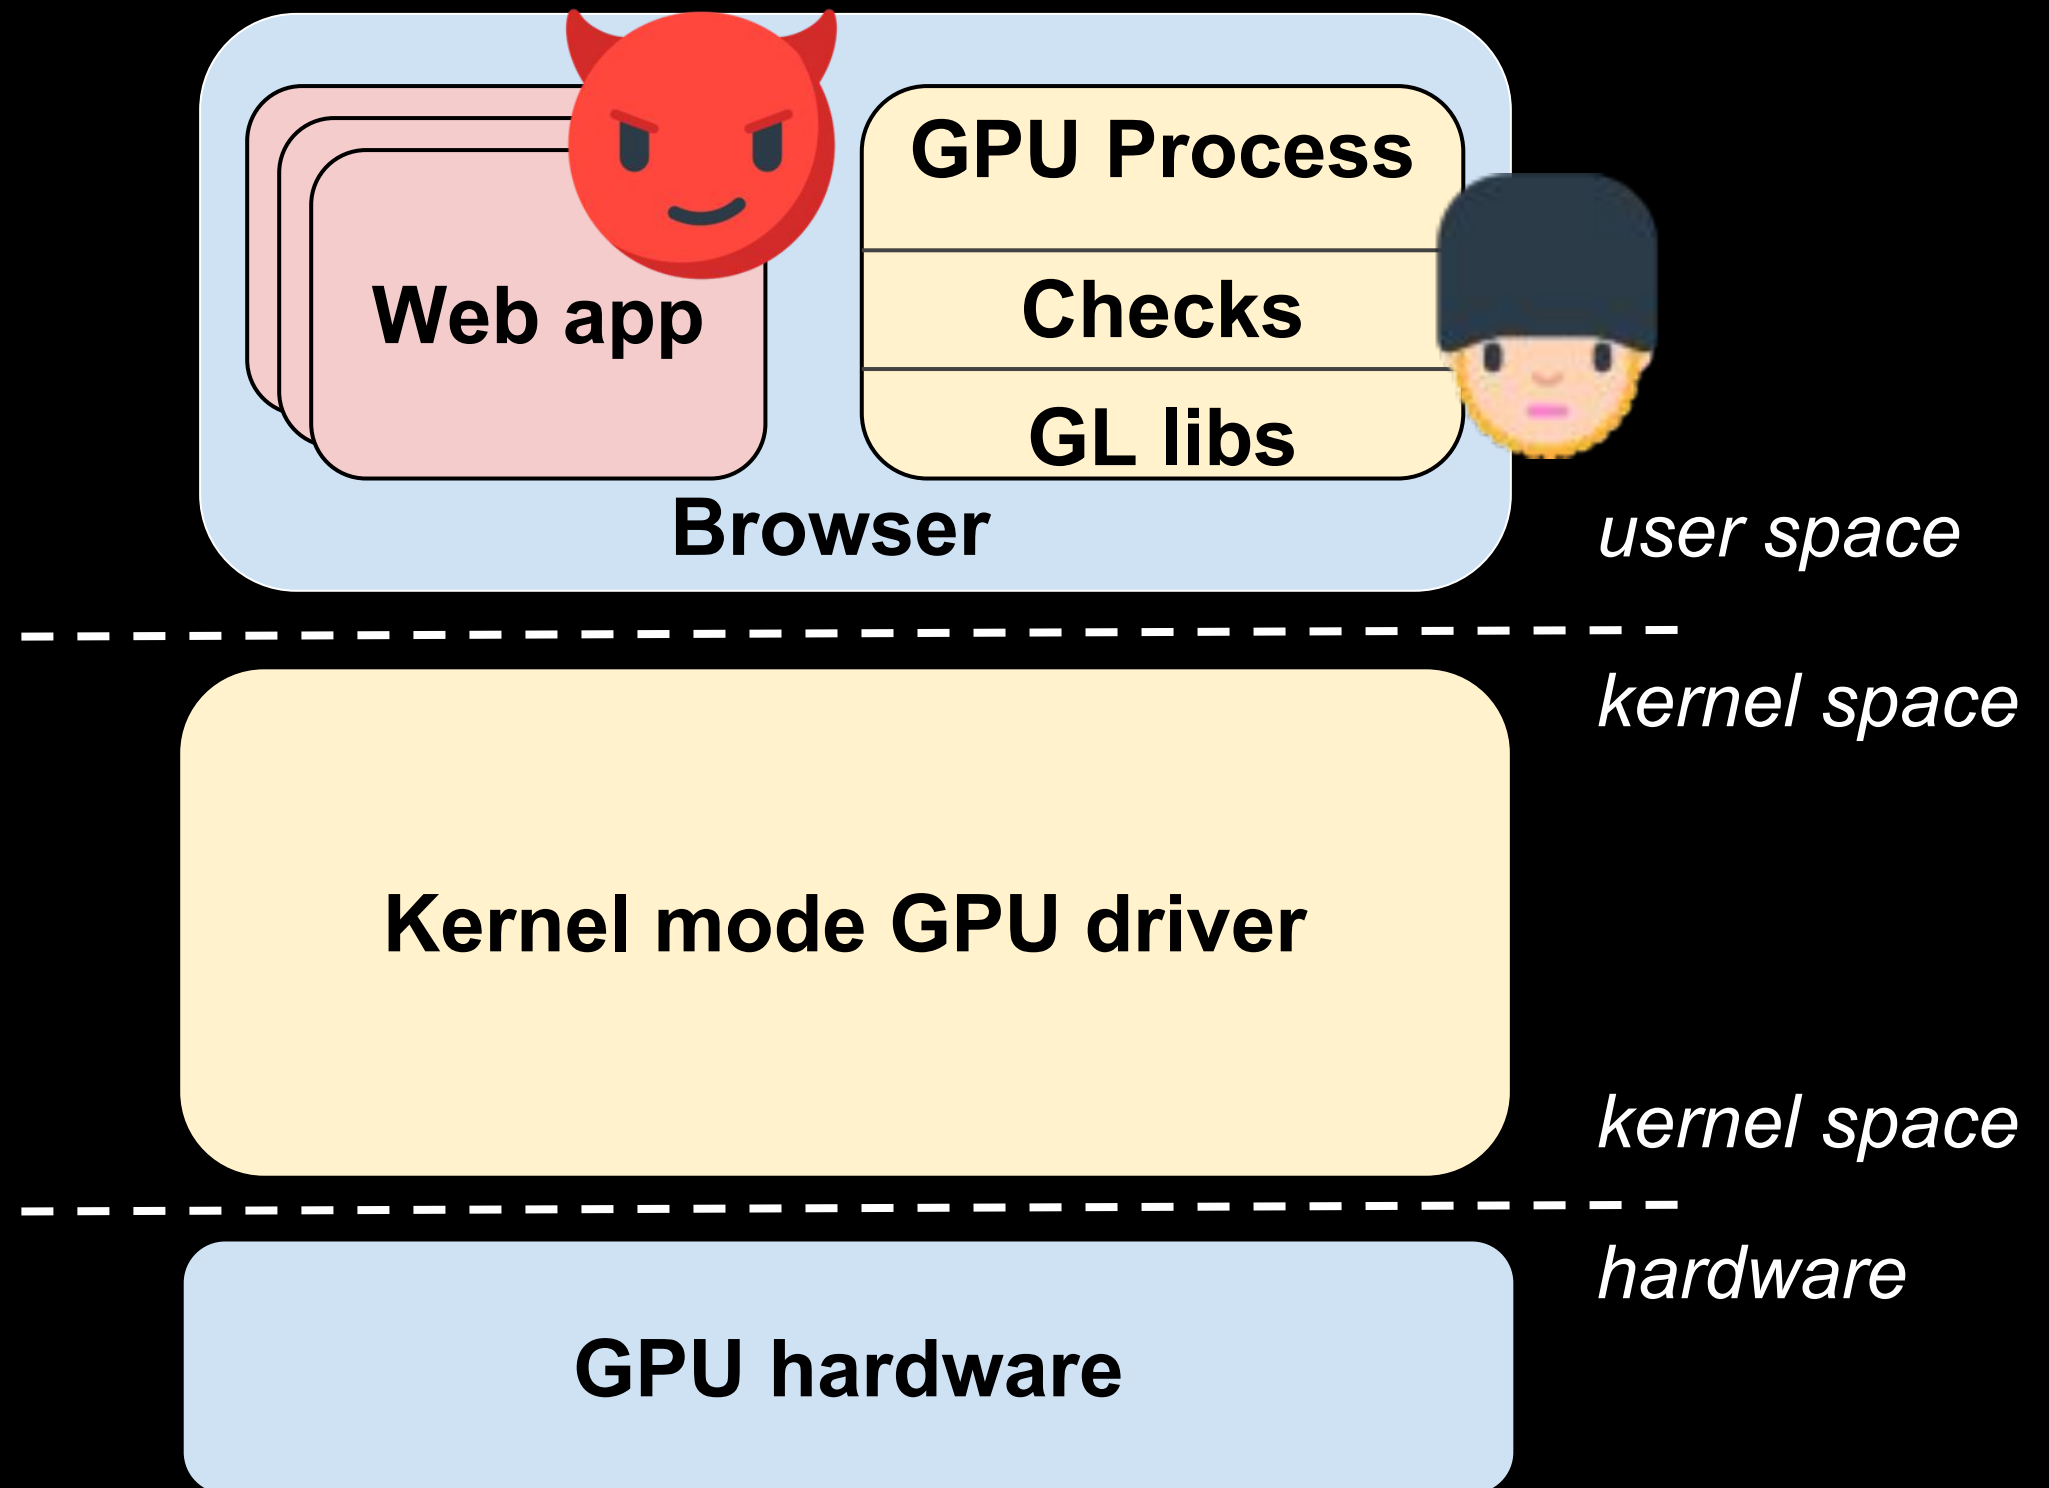 GPU Process
Checks
Web app
GL libs
Browser
user space
kernel space
Kernel mode GPU driver
kernel space
hardware
GPU hardware